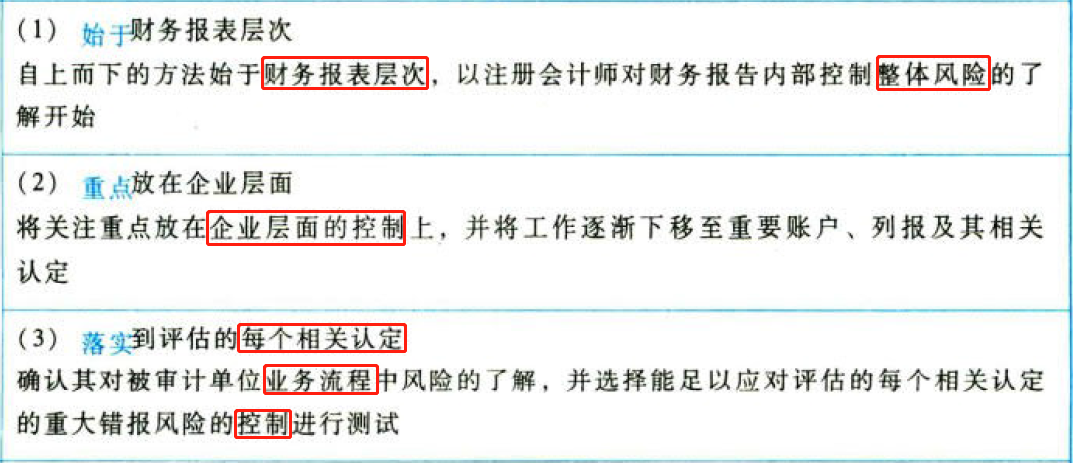 (1) 始于财务报表层次
自上而下的方法始于财务报表层次，以注册会计师对财务报告内部控制整体风险的了
解开始
(2) 重点放在企业层面
将关注重点放在企业层面的控制上，并将工作逐渐下移至重要账户、列报及其相关
认定
(3) 落实到评估的每个相关认定
确认其对被审计单位业务流程中风险的了解，并选择能足以应对评估的每个相关认定
的重大错报风险的控制进行测试